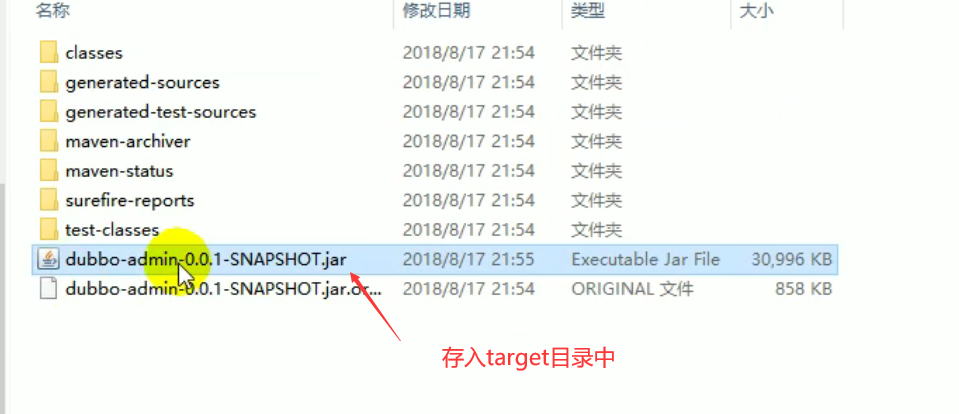 名称 修改日期 类型 大小
classes 2018/8/17 21:54 文件夹
generated-sources 2018/8/17 21:54 文件夹
generated-test-sources 2018/8/17 21:54 文件夹
maven-archiver 2018/8/17 21:54 文件夹
maven-status 2018/8/17 21:54 文件夹
surefire-reports 2018/8/17 21:54 文件夹
test-classes 2018/8/17 21:54 文件夹
dubbo-admin-0.0.1-SNAPSHOT.jar 2018/8/17 21:55 Executable Jar File 30,996 KB
dubbo-admin-0.0.1-SNAPSHOT.jar.or... 2018/8/17 21:54 ORIGINAL 文件 858 KB
存入target目录中